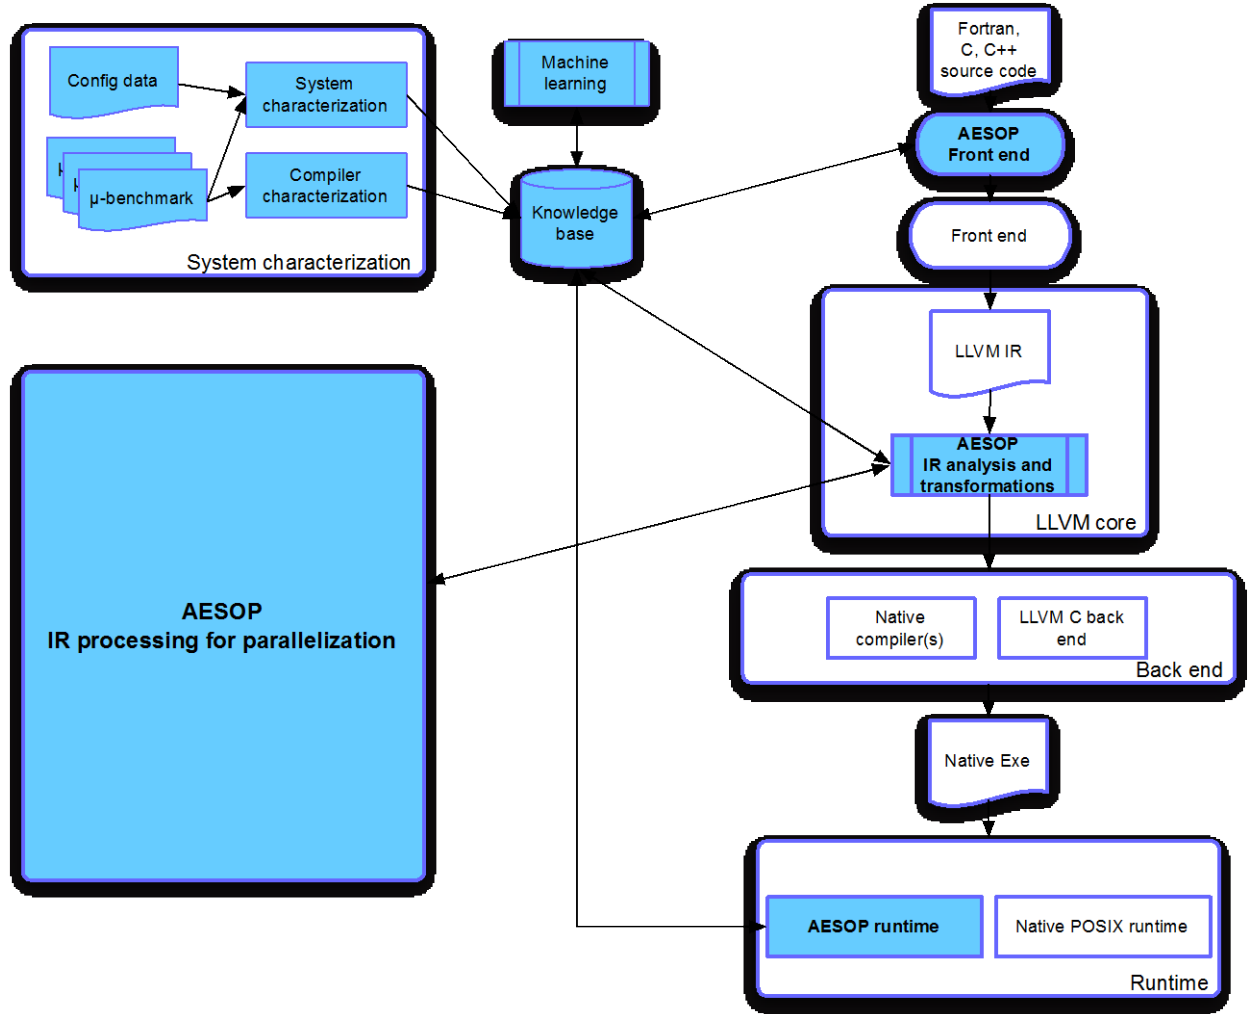 Config data
System
characterization
μ-benchmark
Compiler
characterization
System characterization
Machine
learning
Knowledge
base
Fortran,
C, C++
source code
AESOP
Front end
Front end
LLVM IR
AESOP
IR analysis and
transformations
LLVM core
AESOP
IR processing for parallelization
Native
compiler(s)
LLVM C back
end
Back end
Native Exe
AESOP runtime
Native POSIX runtime
Runtime